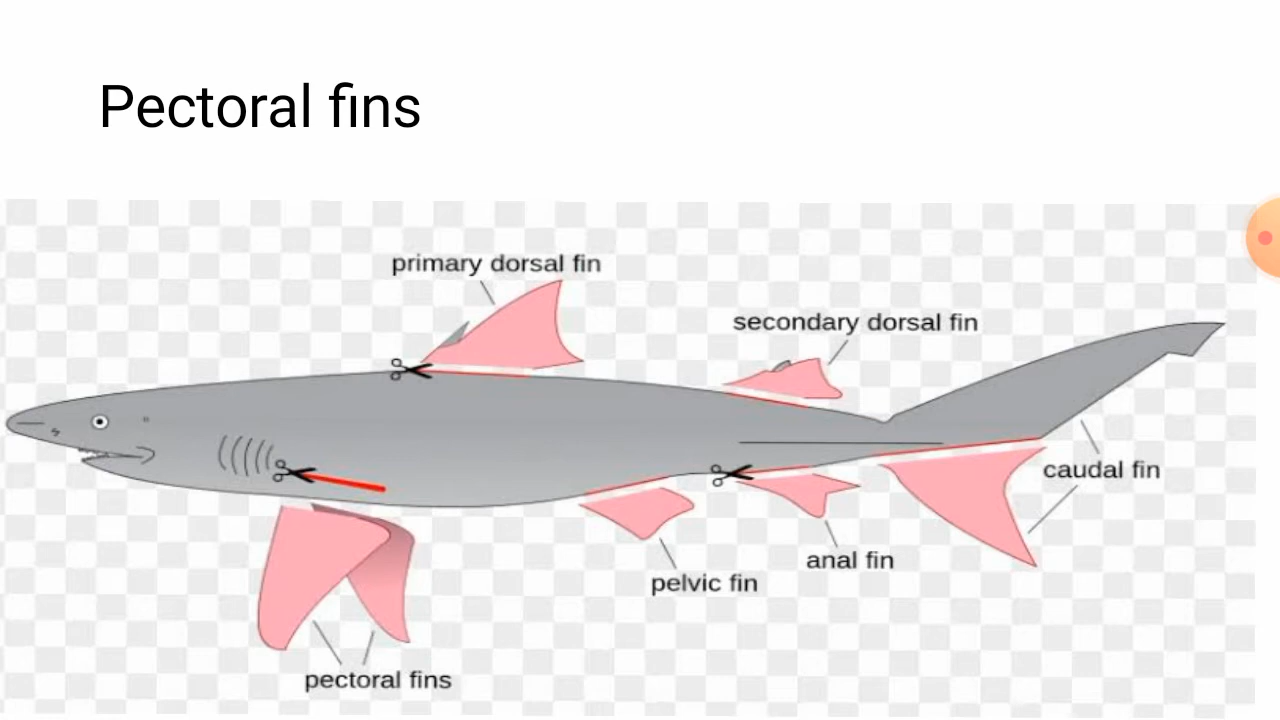 Pectoral fins
primary dorsal fin
secondary dorsal fin
caudal fin
anal fin
pelvic fin
pectoral fins